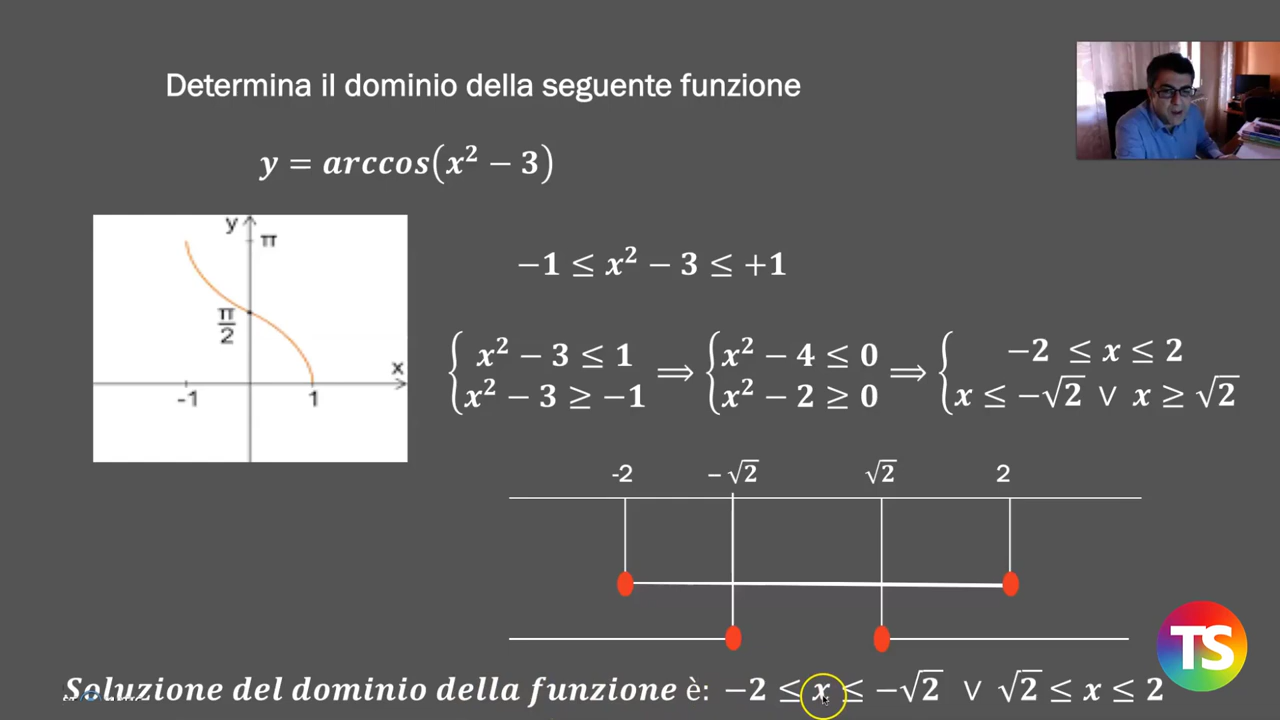 Determina il dominio della seguente funzione
y = arccos(x² − 3)
y
π
π/2
x
-1
1
−1 ≤ x² − 3 ≤ +1
{ x² − 3 ≤ 1 ⟹ { x² − 4 ≤ 0 ⟹ { −2 ≤ x ≤ 2
x² − 3 ≥ −1 x² − 2 ≥ 0 x ≤ −√2 ∨ x ≥ √2
-2 −√2 √2 2
TS
Soluzione del dominio della funzione è: −2 ≤ x ≤ −√2 ∨ √2 ≤ x ≤ 2